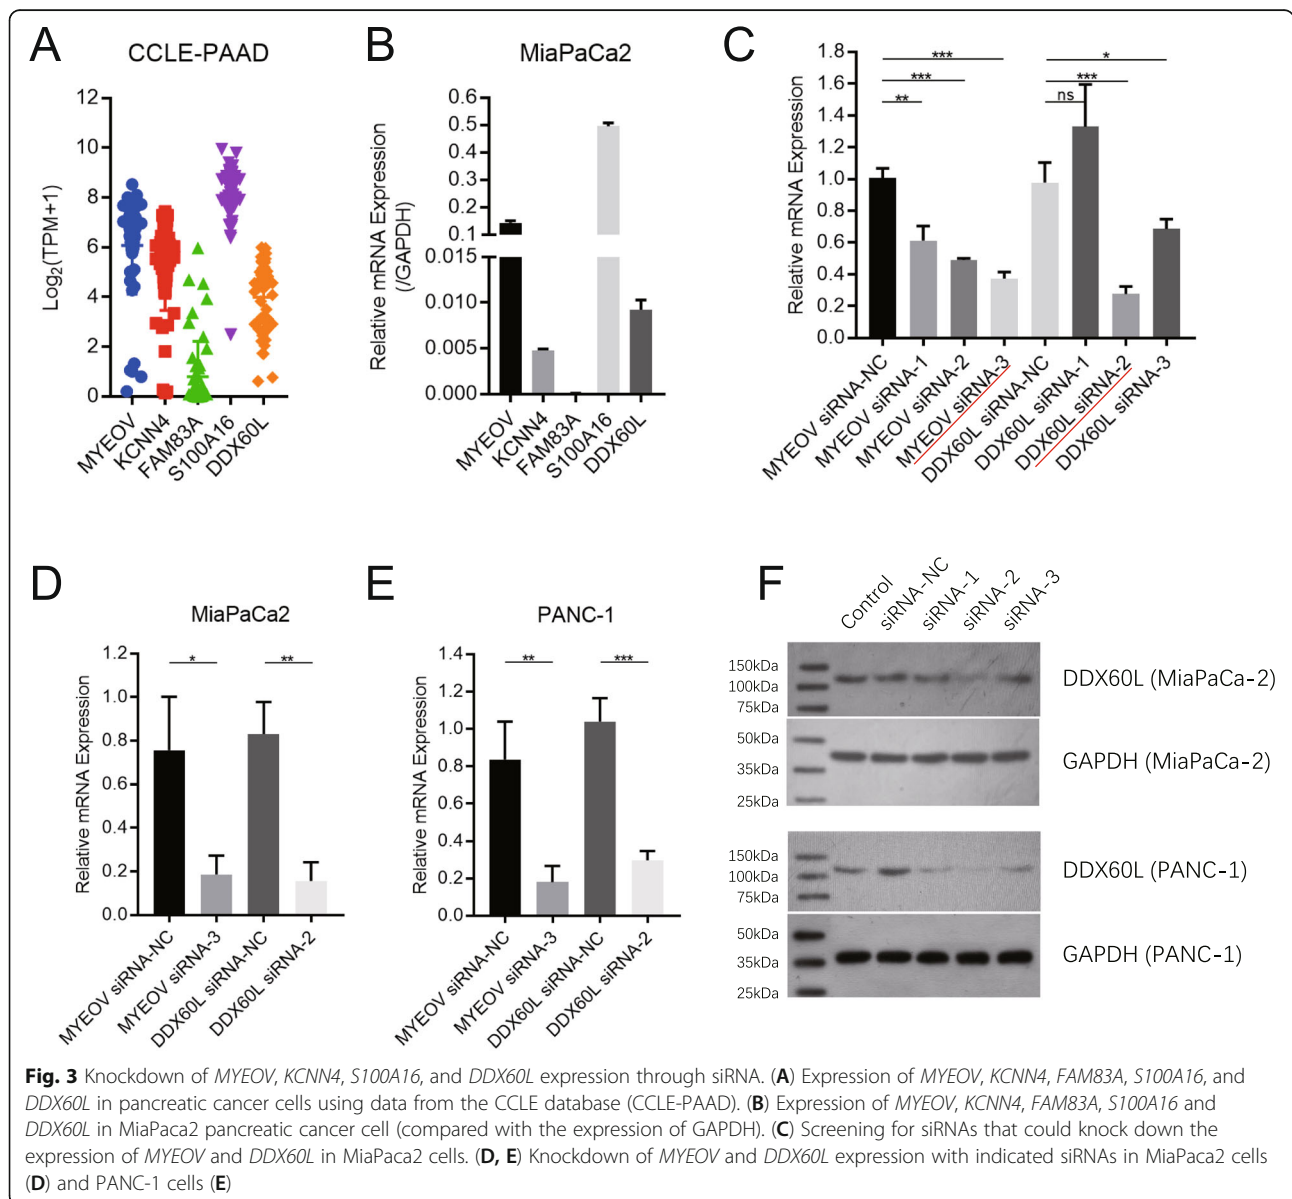 A
CCLE-PAAD
Log2(TPM+1)
12
10
8
6
4
2
0
MYEOV
KCNN4
FAM83A
S100A16
DDX60L
B
MiaPaCa2
Relative mRNA Expression
(/GAPDH)
0.6
0.5
0.4
0.3
0.2
0.1
0.015
0.010
0.005
0.000
MYEOV
KCNN4
FAM83A
S100A16
DDX60L
C
Relative mRNA Expression
1.8
1.6
1.4
1.2
1.0
0.8
0.6
0.4
0.2
0.0
***
***
**
*
***
ns
MYEOV siRNA-NC
MYEOV siRNA-1
MYEOV siRNA-2
MYEOV siRNA-3
DDX60L siRNA-NC
DDX60L siRNA-1
DDX60L siRNA-2
DDX60L siRNA-3
D
MiaPaCa2
Relative mRNA Expression
1.2
1.0
0.8
0.6
0.4
0.2
0.0
*
**
MYEOV siRNA-NC
MYEOV siRNA-3
DDX60L siRNA-NC
DDX60L siRNA-2
E
PANC-1
Relative mRNA Expression
1.4
1.2
1.0
0.8
0.6
0.4
0.2
0.0
**
***
MYEOV siRNA-NC
MYEOV siRNA-3
DDX60L siRNA-NC
DDX60L siRNA-2
F
Control
siRNA-NC
siRNA-1
siRNA-2
siRNA-3
150kDa
100kDa
75kDa
DDX60L (MiaPaCa-2)
50kDa
35kDa
25kDa
GAPDH (MiaPaCa-2)
150kDa
100kDa
75kDa
DDX60L (PANC-1)
50kDa
35kDa
25kDa
GAPDH (PANC-1)
Fig. 3 Knockdown of MYEOV, KCNN4, S100A16, and DDX60L expression through siRNA. (A) Expression of MYEOV, KCNN4, FAM83A, S100A16, and
DDX60L in pancreatic cancer cells using data from the CCLE database (CCLE-PAAD). (B) Expression of MYEOV, KCNN4, FAM83A, S100A16 and
DDX60L in MiaPaca2 pancreatic cancer cell (compared with the expression of GAPDH). (C) Screening for siRNAs that could knock down the
expression of MYEOV and DDX60L in MiaPaca2 cells. (D, E) Knockdown of MYEOV and DDX60L expression with indicated siRNAs in MiaPaca2 cells
(D) and PANC-1 cells (E)